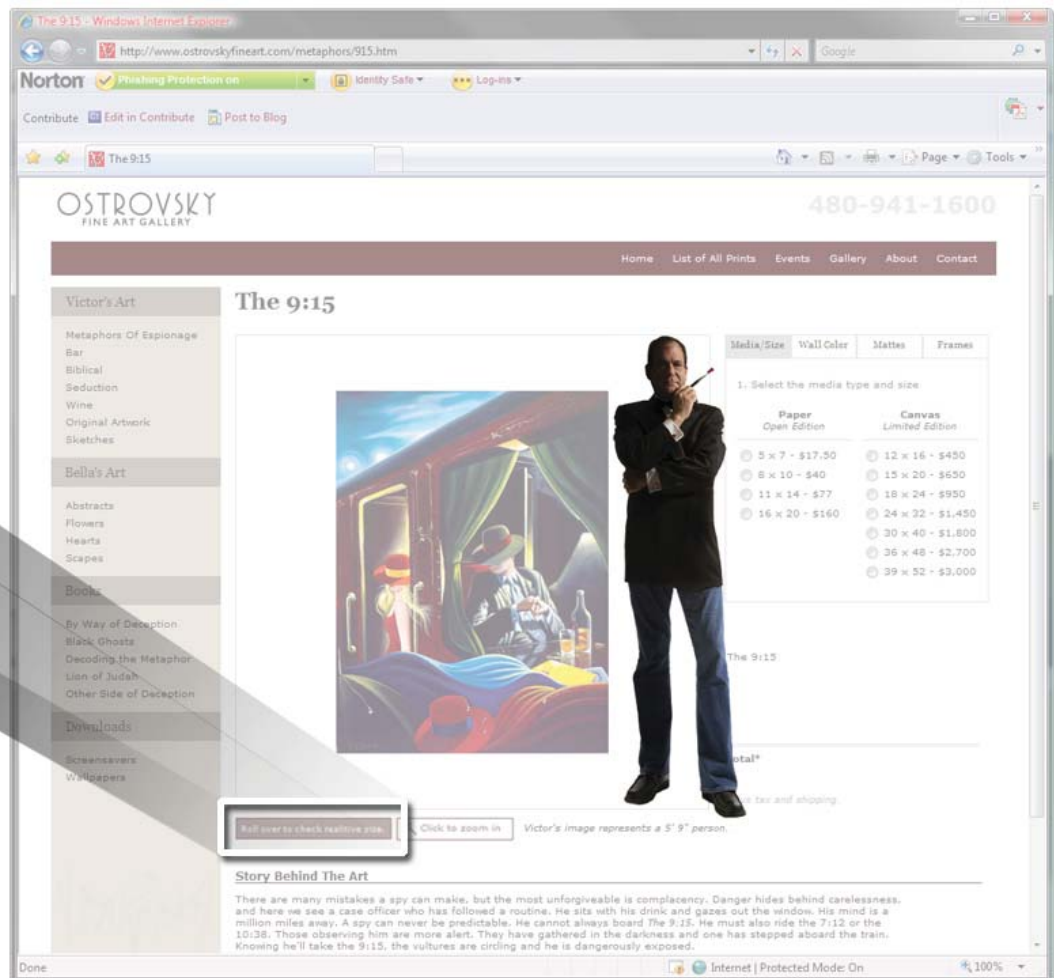 The 9:15 - Windows Internet Explorer
http://www.ostrovskyfineart.com/metaphors/915.htm
Google
Norton
Phishing Protection on
Identity Safe
Log-ins
Contribute
Edit in Contribute
Post to Blog
The 9:15
Page
Tools
OSTROVSKY
FINE ART GALLERY
480-941-1600
Home List of All Prints Events Gallery About Contact
Victor's Art
Metaphors Of Espionage
Bar
Biblical
Seduction
Wine
Original Artwork
Sketches
Bella's Art
Abstracts
Flowers
Hearts
Scapes
Books
By Way of Deception
Black Ghosts
Decoding the Metaphor
Lion of Judah
Other Side of Deception
Downloads
Screensavers
Wallpapers
The 9:15
Media/Size Wall Color Mattes Frames
1. Select the media type and size
Paper
Open Edition
5 x 7 - $17.50
8 x 10 - $40
11 x 14 - $77
16 x 20 - $160
Canvas
Limited Edition
12 x 16 - $450
15 x 20 - $650
18 x 24 - $950
24 x 32 - $1,450
30 x 40 - $1,800
36 x 48 - $2,700
39 x 52 - $3,000
The 9:15
otal*
tax and shipping.
Roll over to check realitive size.
Click to zoom in
Victor's image represents a 5' 9" person.
Story Behind The Art
There are many mistakes a spy can make, but the most unforgiveable is complacency. Danger hides behind carelessness,
and here we see a case officer who has followed a routine. He sits with his drink and gazes out the window. His mind is a
million miles away. A spy can never be predictable. He cannot always board The 9:15. He must also ride the 7:12 or the
10:38. Those observing him are more alert. They have gathered in the darkness and one has stepped aboard the train.
Knowing he'll take the 9:15, the vultures are circling and he is dangerously exposed.
Done
Internet | Protected Mode: On
100%